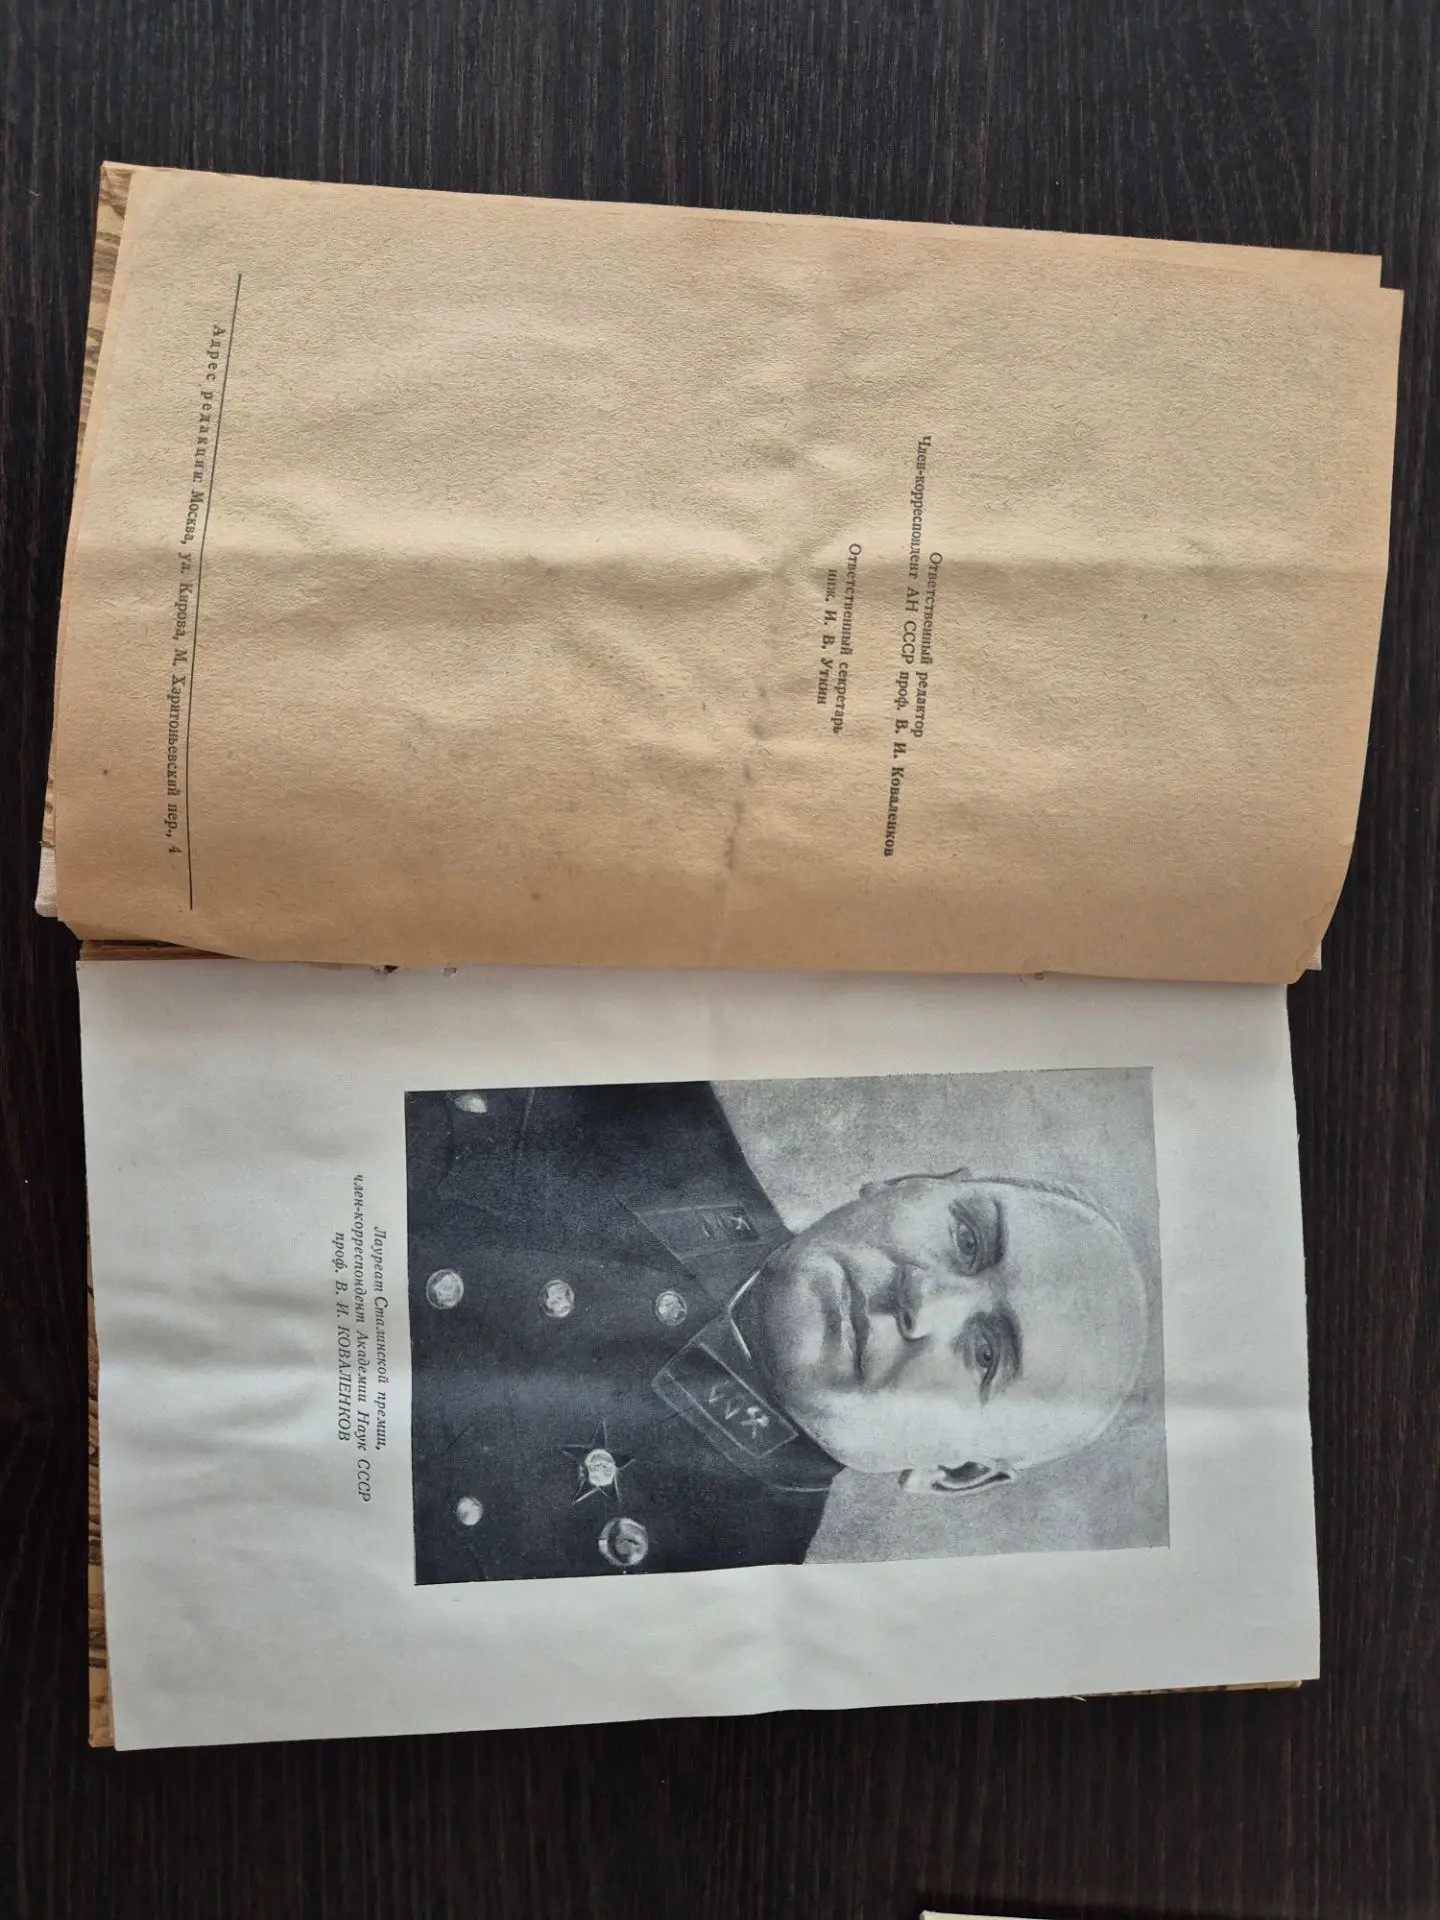 Ответственный редактор
Член-корреспондент АН СССР проф. В. И. Коваленков
Ответственный секретарь
инж. И. В. Уткин
Адрес редакции: Москва, ул. Кирова, М. Харитоньевский пер., 4
Лауреат Сталинской премии,
член-корреспондент Академии Наук СССР
проф. В. И. КОВАЛЕНКОВ